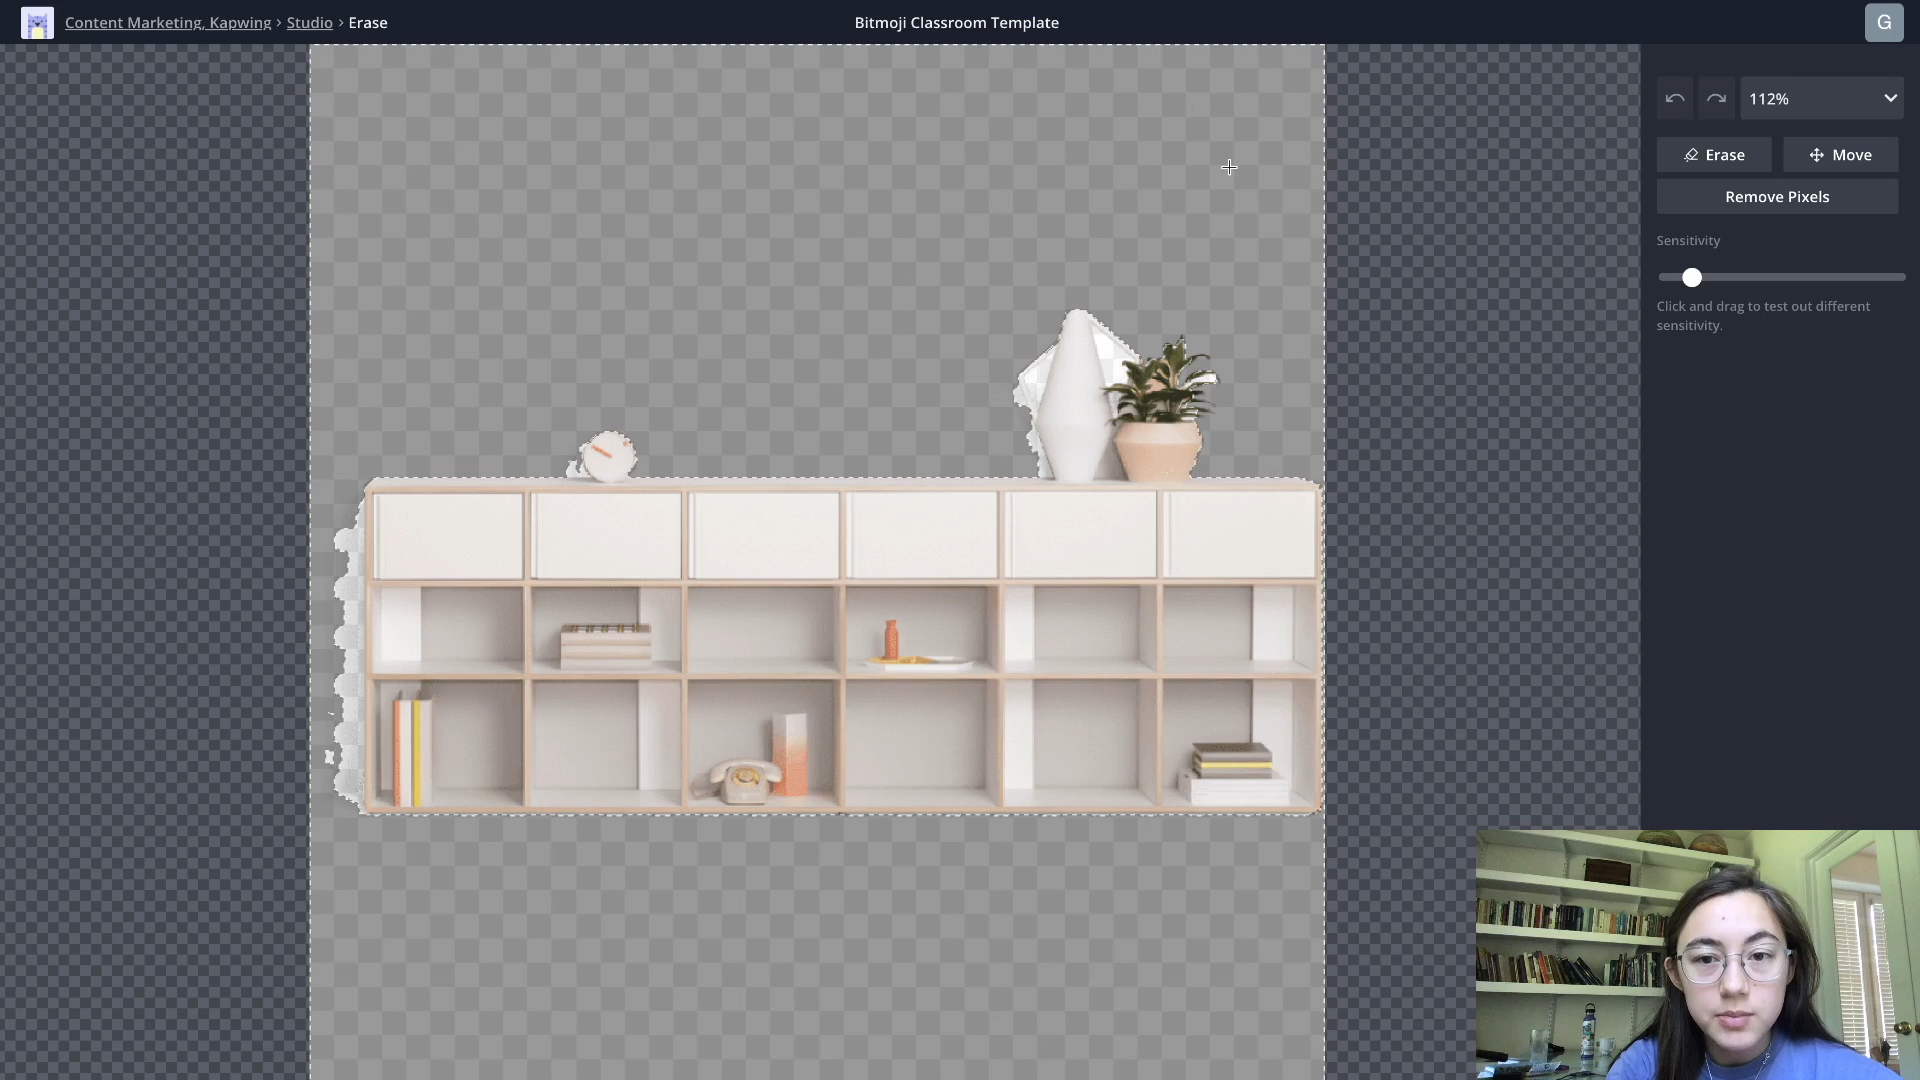 Content Marketing, Kapwing › Studio › Erase
Bitmoji Classroom Template
G
112%
Erase
Move
Remove Pixels
Sensitivity
Click and drag to test out different
sensitivity.